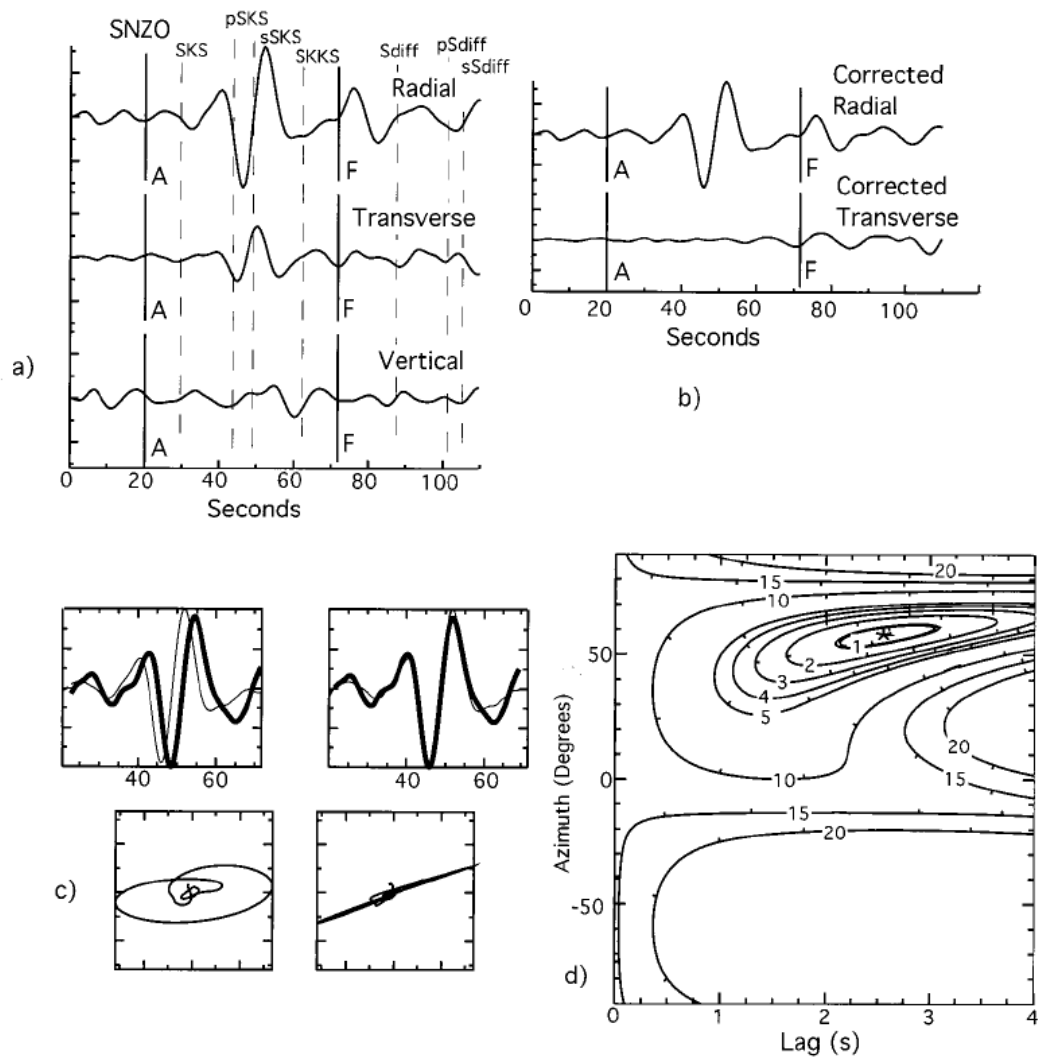 SNZO
SKS
pSKS
sSKS
SKKS
Sdiff
pSdiff
sSdiff
Radial
A
F
Transverse
A
F
Vertical
A
F
0 20 40 60 80 100
Seconds
a)
Corrected
Radial
A
F
Corrected
Transverse
A
F
0 20 40 60 80 100
Seconds
b)
40 60
40 60
c)
20
15
10
1
2
3
4
5
10
20
15
15
20
50
0
-50
Azimuth (Degrees)
0 1 2 3 4
Lag (s)
d)